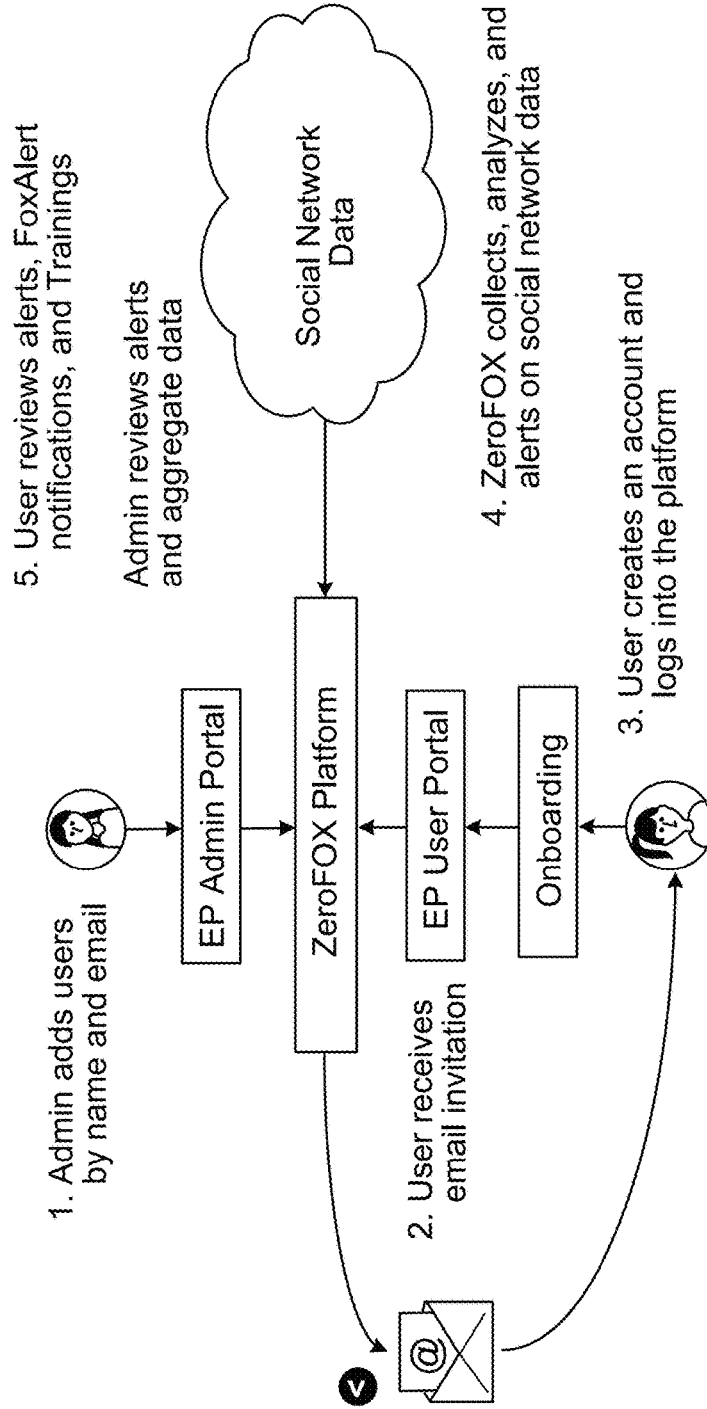 1. Admin adds users
by name and email
5. User reviews alerts, FoxAlert
notifications, and Trainings
Admin reviews alerts
and aggregate data
EP Admin Portal
ZeroFOX Platform
Social Network
Data
2. User receives
email invitation
EP User Portal
4. ZeroFOX collects, analyzes, and
alerts on social network data
Onboarding
3. User creates an account and
logs into the platform
@